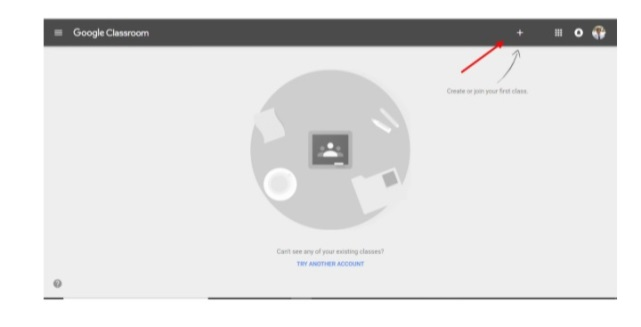 Google Classroom
+
Create or join your first class.
Can't see any of your existing classes?
TRY ANOTHER ACCOUNT
?